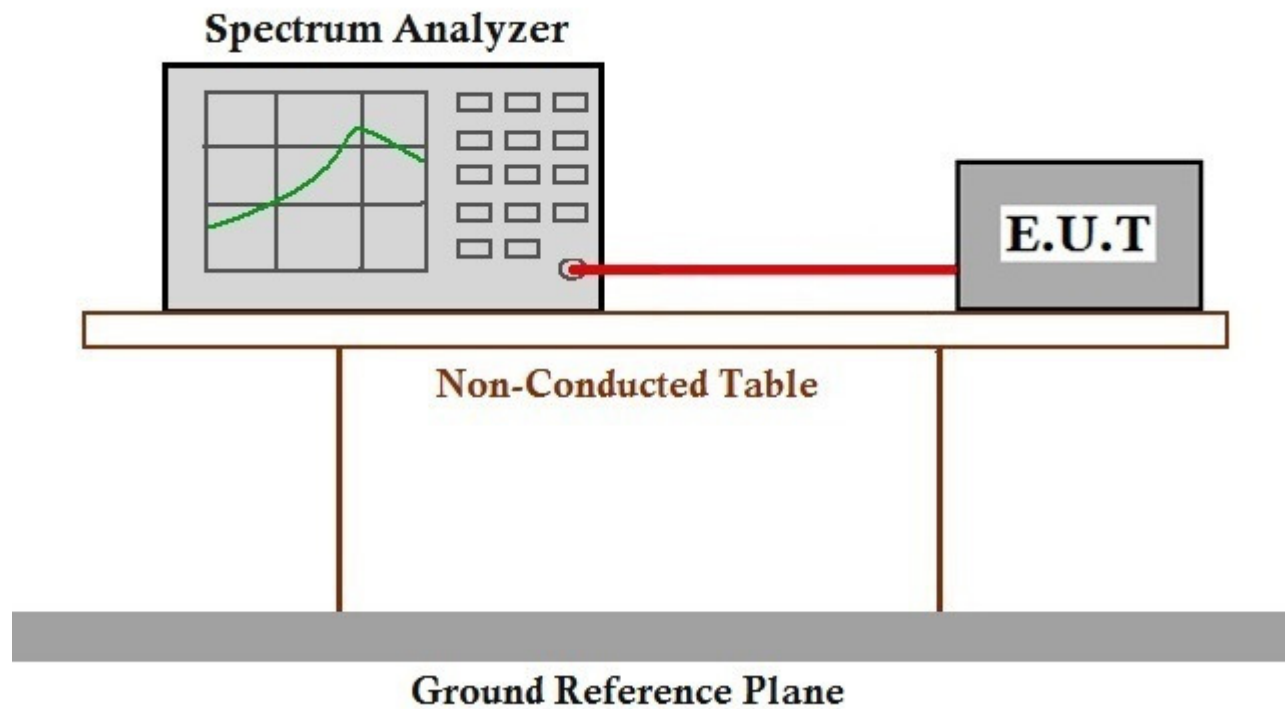 Spectrum Analyzer
E.U.T
Non-Conducted Table
Ground Reference Plane